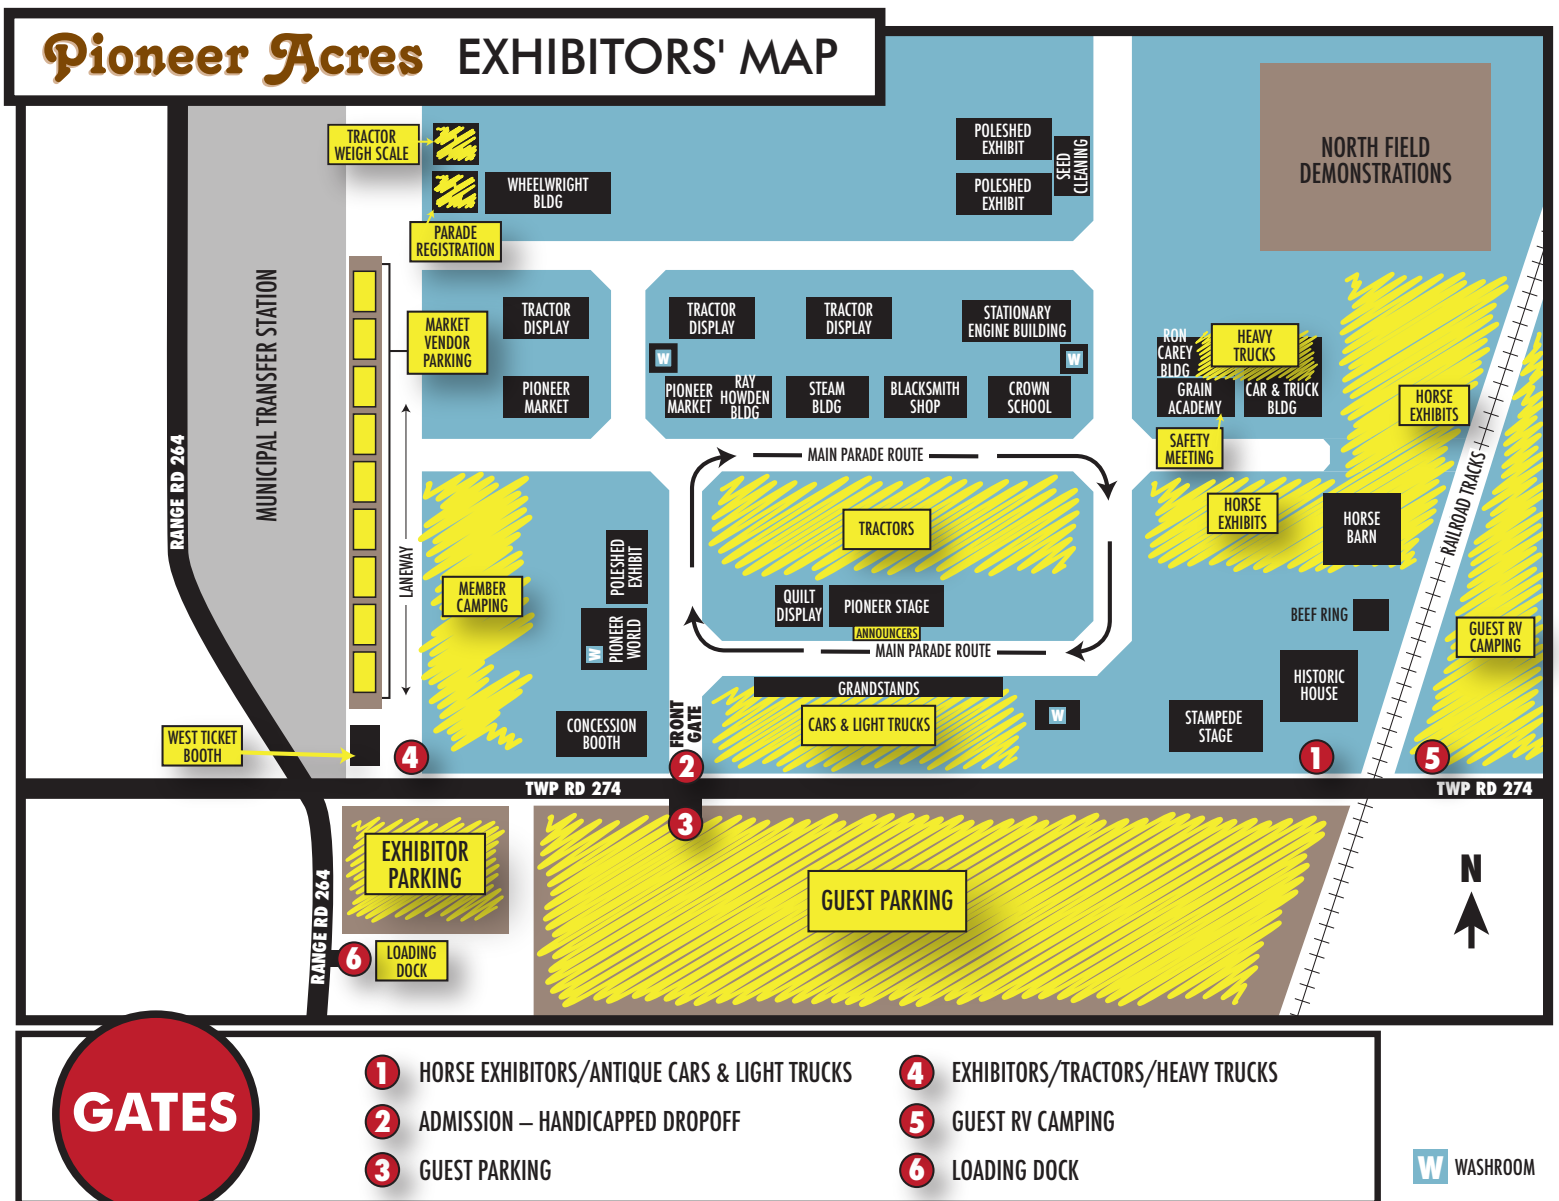 Pioneer Acres EXHIBITORS' MAP
TRACTOR
WEIGH SCALE
WHEELWRIGHT
BLDG
PARADE
REGISTRATION
POLESHED
EXHIBIT
POLESHED
EXHIBIT
SEED
CLEANING
NORTH FIELD
DEMONSTRATIONS
MUNICIPAL TRANSFER STATION
RANGE RD 264
MARKET
VENDOR
PARKING
LANEWAY
TRACTOR
DISPLAY
PIONEER
MARKET
TRACTOR
DISPLAY
TRACTOR
DISPLAY
STATIONARY
ENGINE BUILDING
W
W
PIONEER
MARKET
RAY
HOWDEN
BLDG
STEAM
BLDG
BLACKSMITH
SHOP
CROWN
SCHOOL
RON
CAREY
BLDG
HEAVY
TRUCKS
GRAIN
ACADEMY
CAR & TRUCK
BLDG
SAFETY
MEETING
HORSE
EXHIBITS
MAIN PARADE ROUTE
TRACTORS
HORSE
EXHIBITS
HORSE
BARN
RAILROAD TRACKS
MEMBER
CAMPING
POLESHED
EXHIBIT
W
PIONEER
WORLD
QUILT
DISPLAY
PIONEER STAGE
ANNOUNCERS
MAIN PARADE ROUTE
BEEF RING
GUEST RV
CAMPING
HISTORIC
HOUSE
GRANDSTANDS
CARS & LIGHT TRUCKS
W
STAMPEDE
STAGE
CONCESSION
BOOTH
FRONT
GATE
WEST TICKET
BOOTH
4
2
1
5
TWP RD 274
TWP RD 274
3
EXHIBITOR
PARKING
GUEST PARKING
RANGE RD 264
6
LOADING
DOCK
N
GATES
1 HORSE EXHIBITORS/ANTIQUE CARS & LIGHT TRUCKS
2 ADMISSION – HANDICAPPED DROPOFF
3 GUEST PARKING
4 EXHIBITORS/TRACTORS/HEAVY TRUCKS
5 GUEST RV CAMPING
6 LOADING DOCK
W WASHROOM